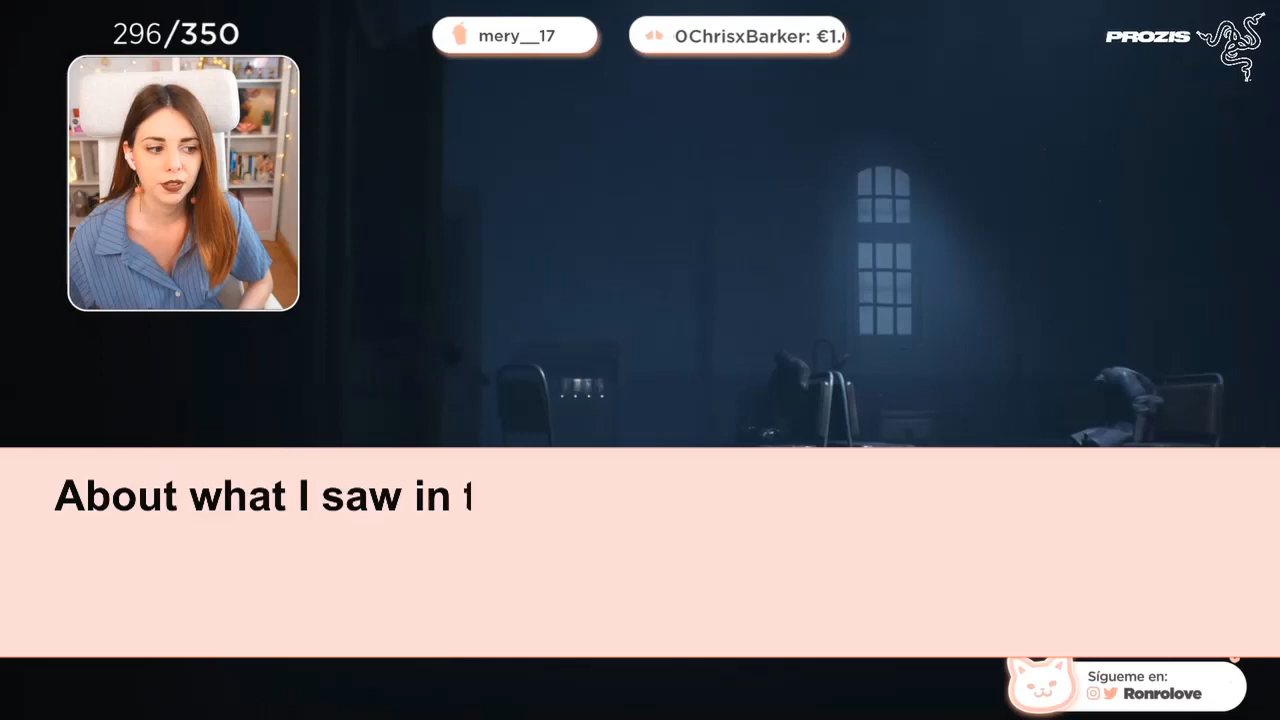 296/350
mery__17
0ChrisxBarker: €1.
PROZIS
About what I saw in t
Sígueme en:
Ronrolove